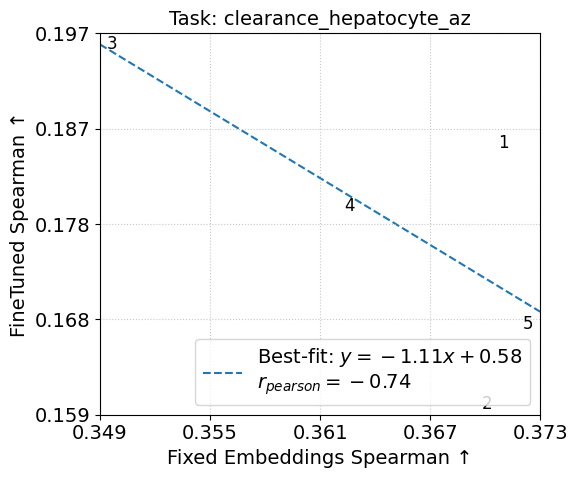 Task: clearance_hepatocyte_az
FineTuned Spearman ↑
0.197
0.187
0.178
0.168
0.159
3
1
4
5
2
Best-fit: y = −1.11x + 0.58
r_pearson = −0.74
0.349 0.355 0.361 0.367 0.373
Fixed Embeddings Spearman ↑